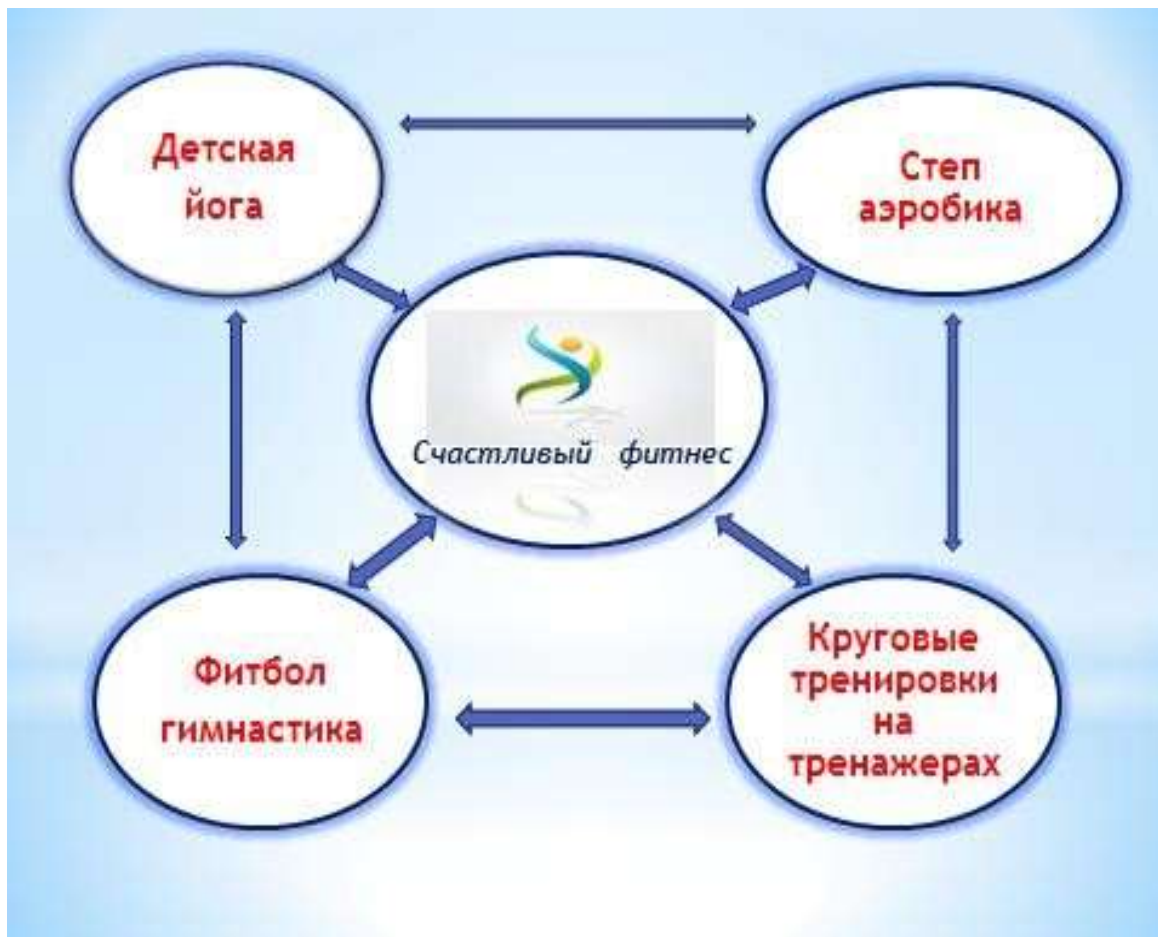 Детская
йога
Степ
аэробика
Счастливый фитнес
Фитбол
гимнастика
Круговые
тренировки
на
тренажерах